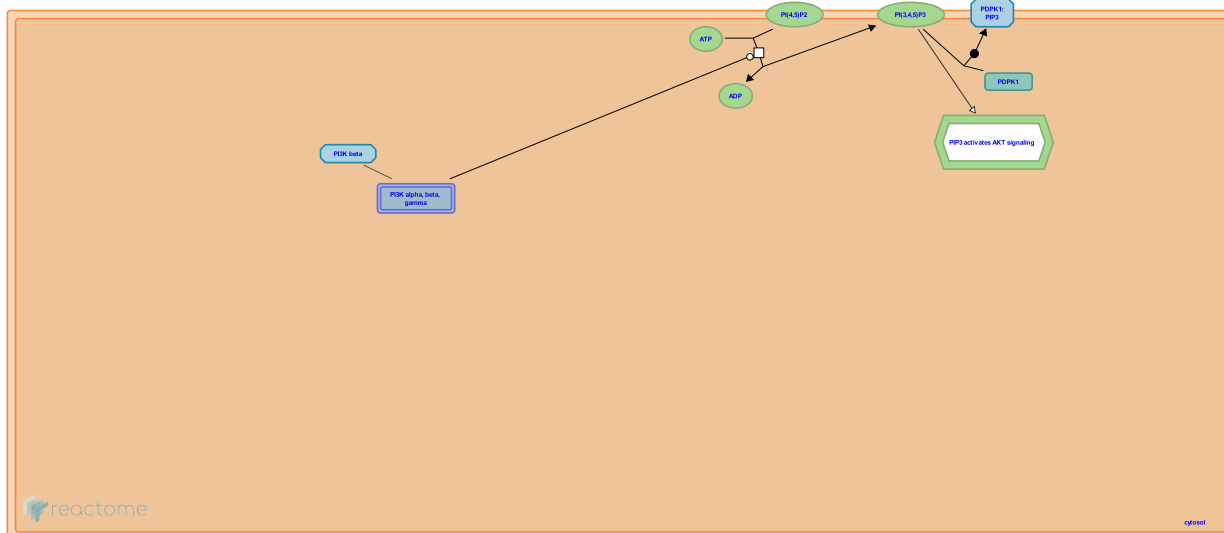 PI(4,5)P2
PI(3,4,5)P3
PDPK1:
PIP3
ATP
PDPK1
ADP
PIP3 activates AKT signaling
PI3K beta
PI3K alpha, beta,
gamma
reactome
cytosol